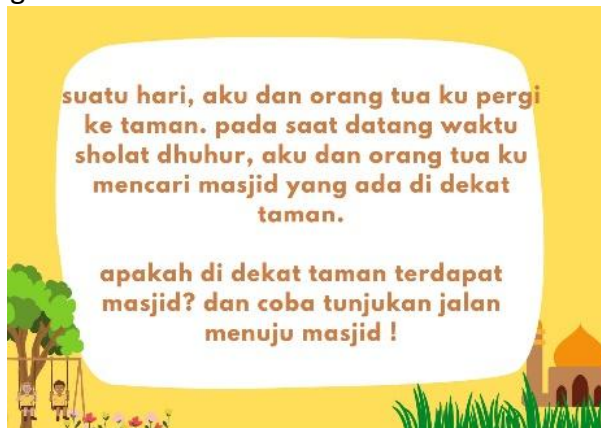 suatu hari, aku dan orang tua ku pergi
ke taman. pada saat datang waktu
sholat dhuhur, aku dan orang tua ku
mencari masjid yang ada di dekat
taman.
apakah di dekat taman terdapat
masjid? dan coba tunjukan jalan
menuju masjid !